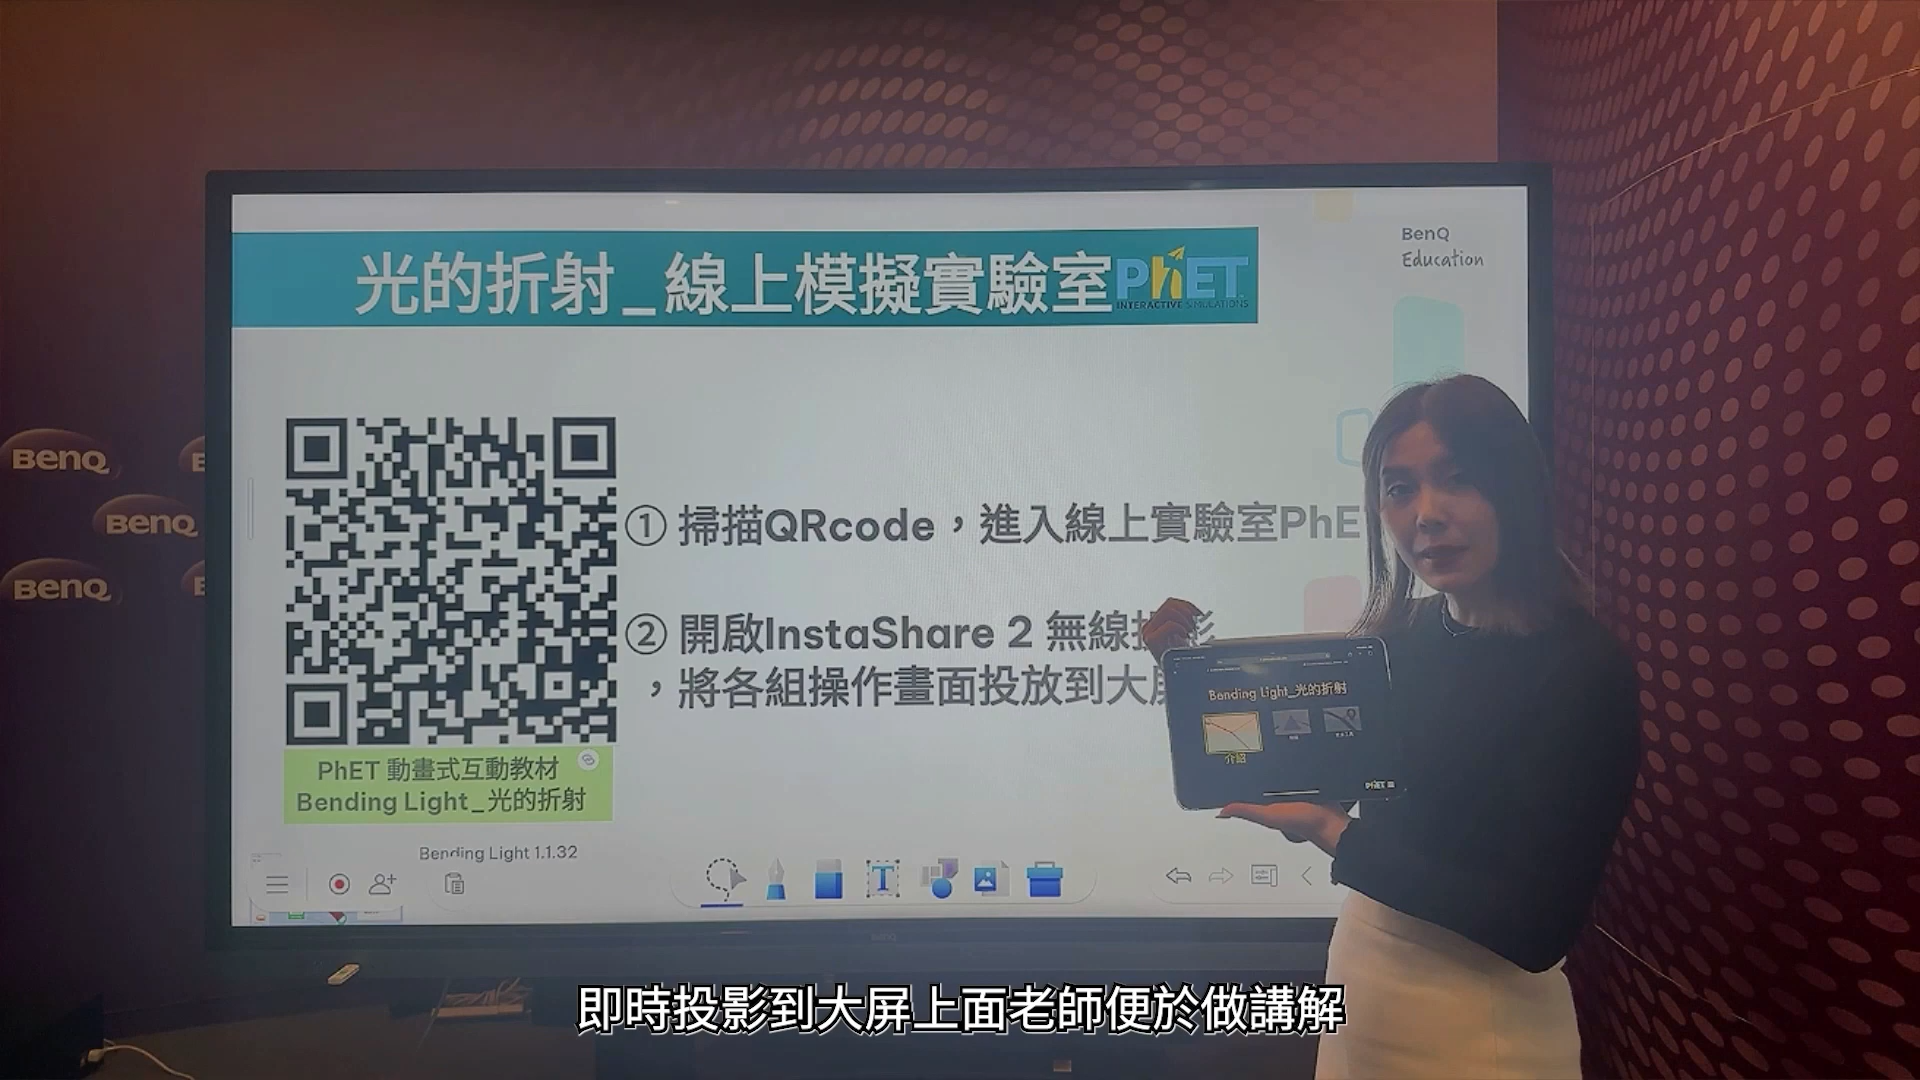 光的折射_線上模擬實驗室
PhET
INTERACTIVE SIMULATIONS
BenQ
Education
BenQ
BenQ
BenQ
① 掃描QRcode，進入線上實驗室PhE
② 開啟InstaShare 2 無線投影
，將各組操作畫面投放到大
PhET 動畫式互動教材
Bending Light_光的折射
Bending Light 1.1.32
Bending Light_光的折射
介紹
PhET
即時投影到大屏上面老師便於做講解